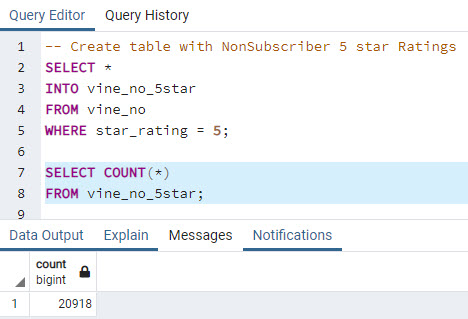 Query Editor Query History
1 -- Create table with NonSubscriber 5 star Ratings
2 SELECT *
3 INTO vine_no_5star
4 FROM vine_no
5 WHERE star_rating = 5;
6
7 SELECT COUNT(*)
8 FROM vine_no_5star;
9
Data Output Explain Messages Notifications
count
bigint
1 20918